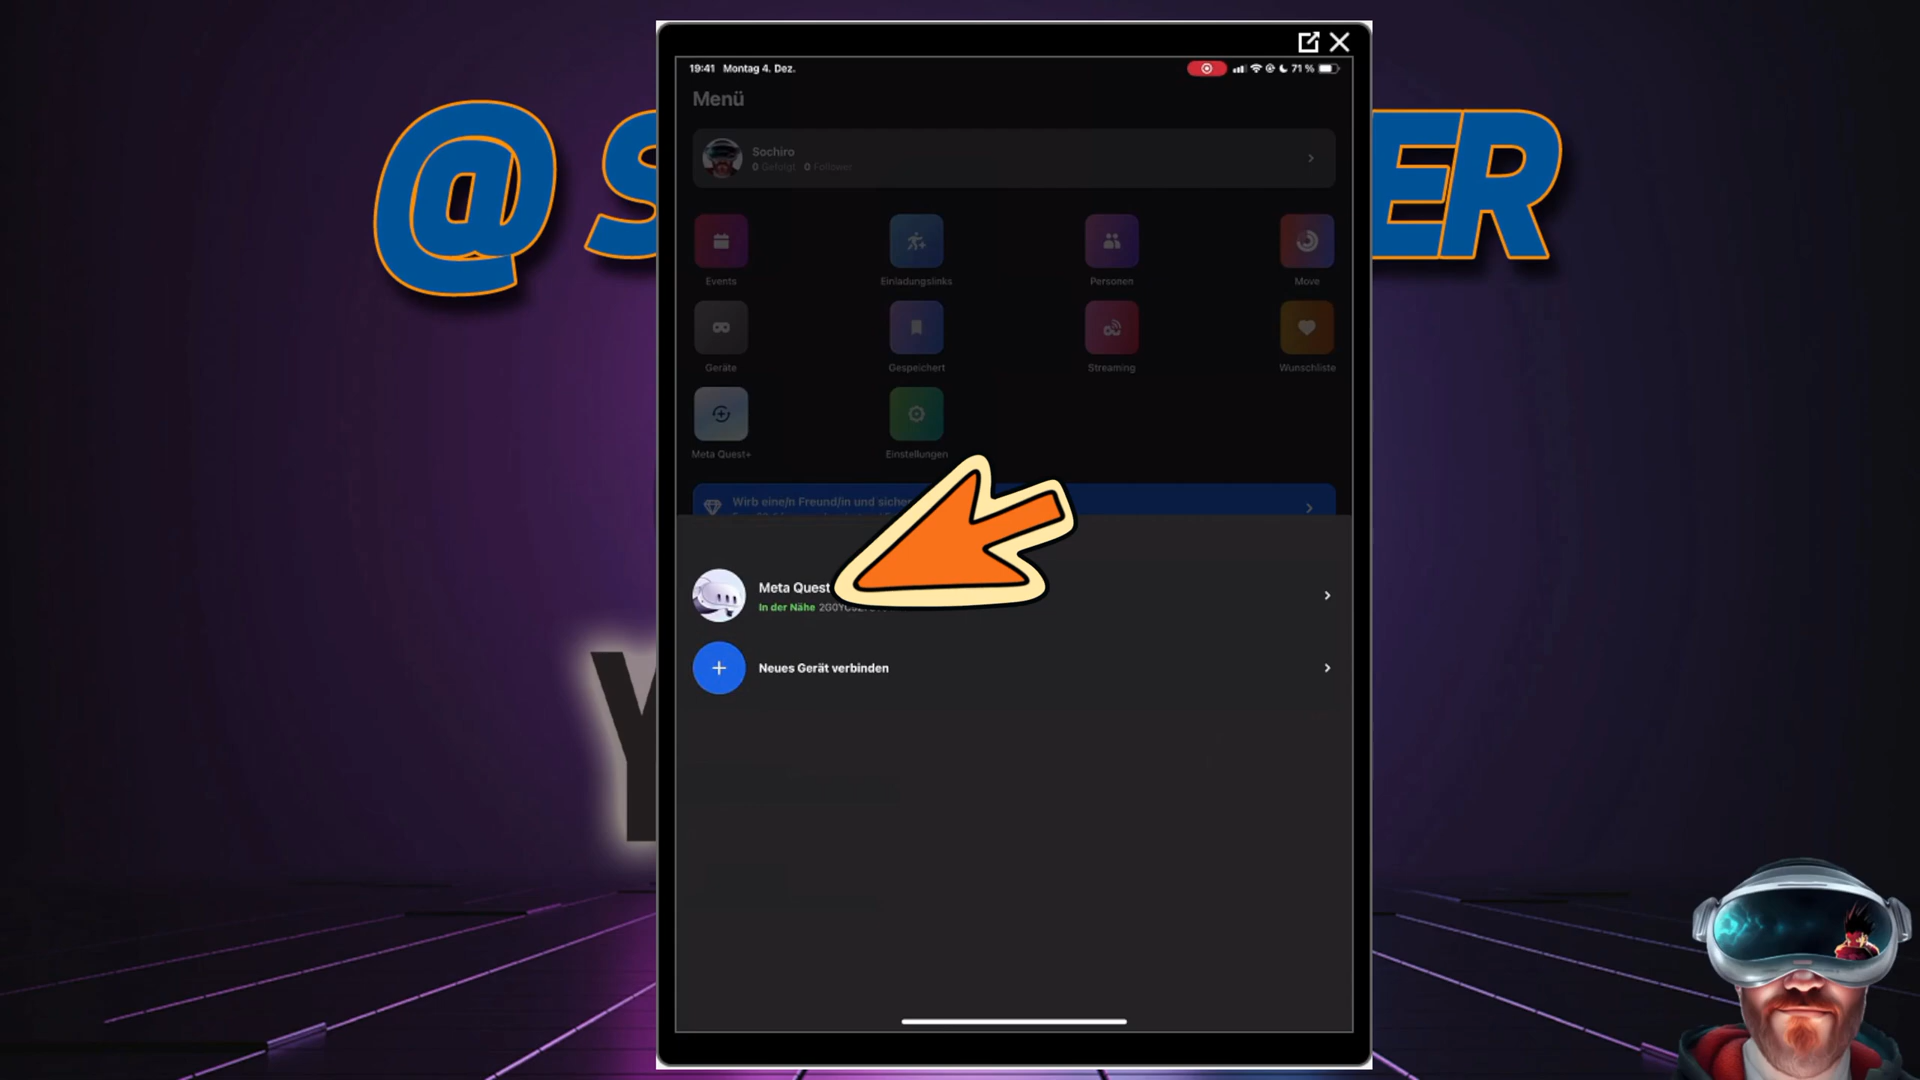 @S ER
19:41 Montag 4. Dez.
71 %
Menü
Sochiro
0 Gefolgt 0 Follower
Events Einladungslinks Personen Move
Geräte Gespeichert Streaming Wunschliste
Meta Quest+ Einstellungen
Wirb eine/n Freund/in und siche
Meta Quest
In der Nähe
Neues Gerät verbinden
Y